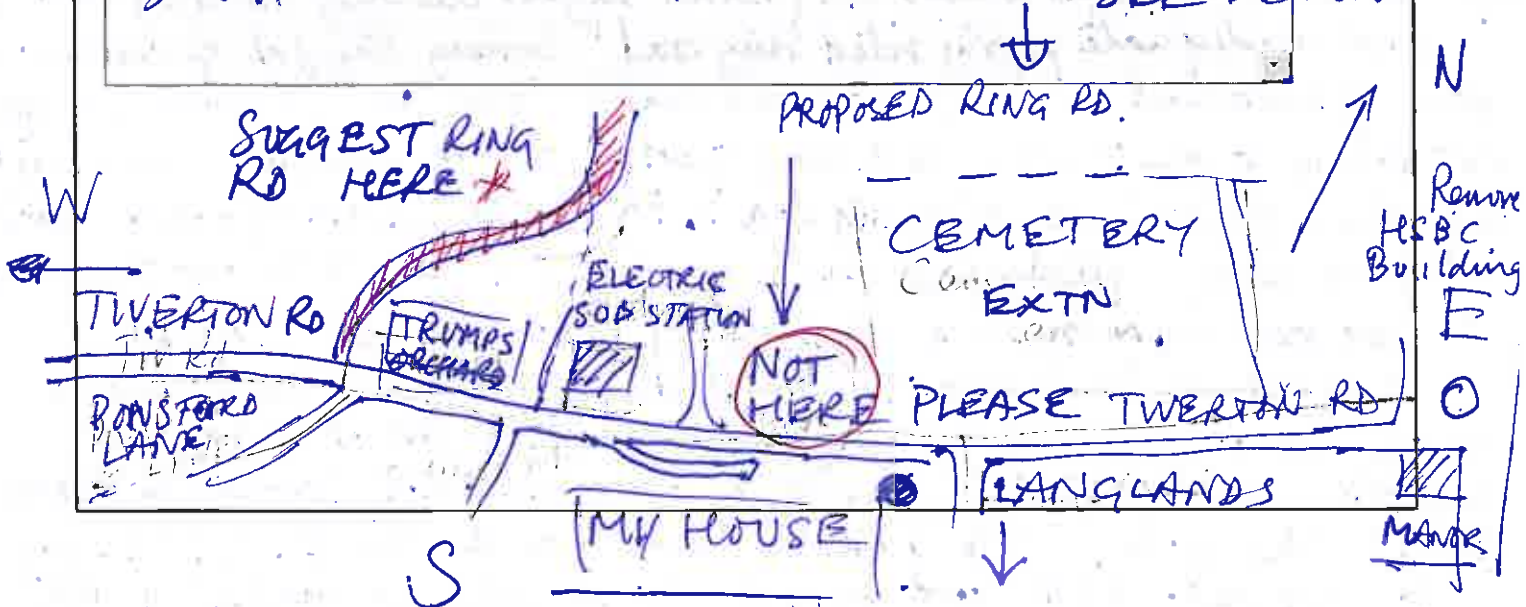 N
PROPOSED RING RD.
SUGGEST RING
RD HERE *
W
Remove
HSBC
Building
CEMETERY
EXTN
ELECTRIC
SUB STATION
TIVERTON RD
TRUMPS
ORCHARD
E
NOT
HERE
PLEASE TIVERTON RD
LANE
LANGLANDS
MY HOUSE
MANOR
S